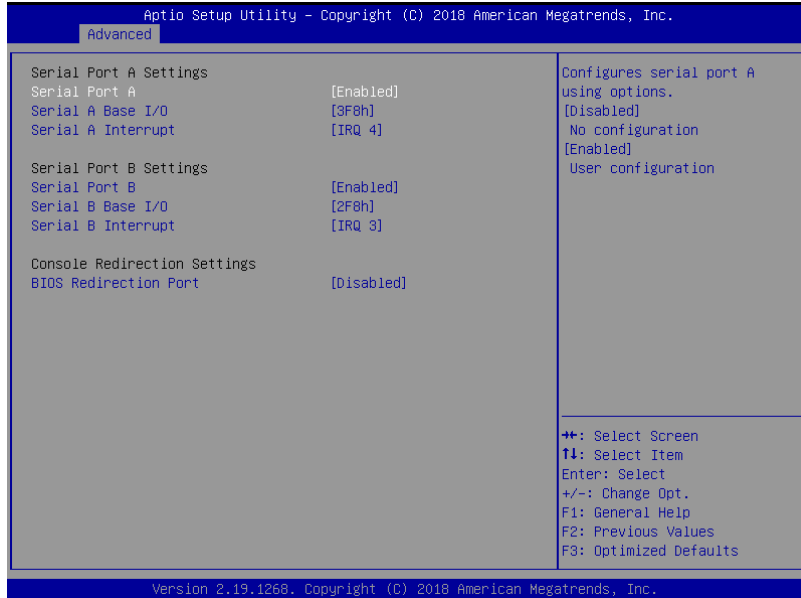 Aptio Setup Utility – Copyright (C) 2018 American Megatrends, Inc.
Advanced
Serial Port A Settings
Serial Port A [Enabled]
Serial A Base I/O [3F8h]
Serial A Interrupt [IRQ 4]
Serial Port B Settings
Serial Port B [Enabled]
Serial B Base I/O [2F8h]
Serial B Interrupt [IRQ 3]
Console Redirection Settings
BIOS Redirection Port [Disabled]
Configures serial port A
using options.
[Disabled]
No configuration
[Enabled]
User configuration
→←: Select Screen
↑↓: Select Item
Enter: Select
+/-: Change Opt.
F1: General Help
F2: Previous Values
F3: Optimized Defaults
Version 2.19.1268. Copyright (C) 2018 American Megatrends, Inc.